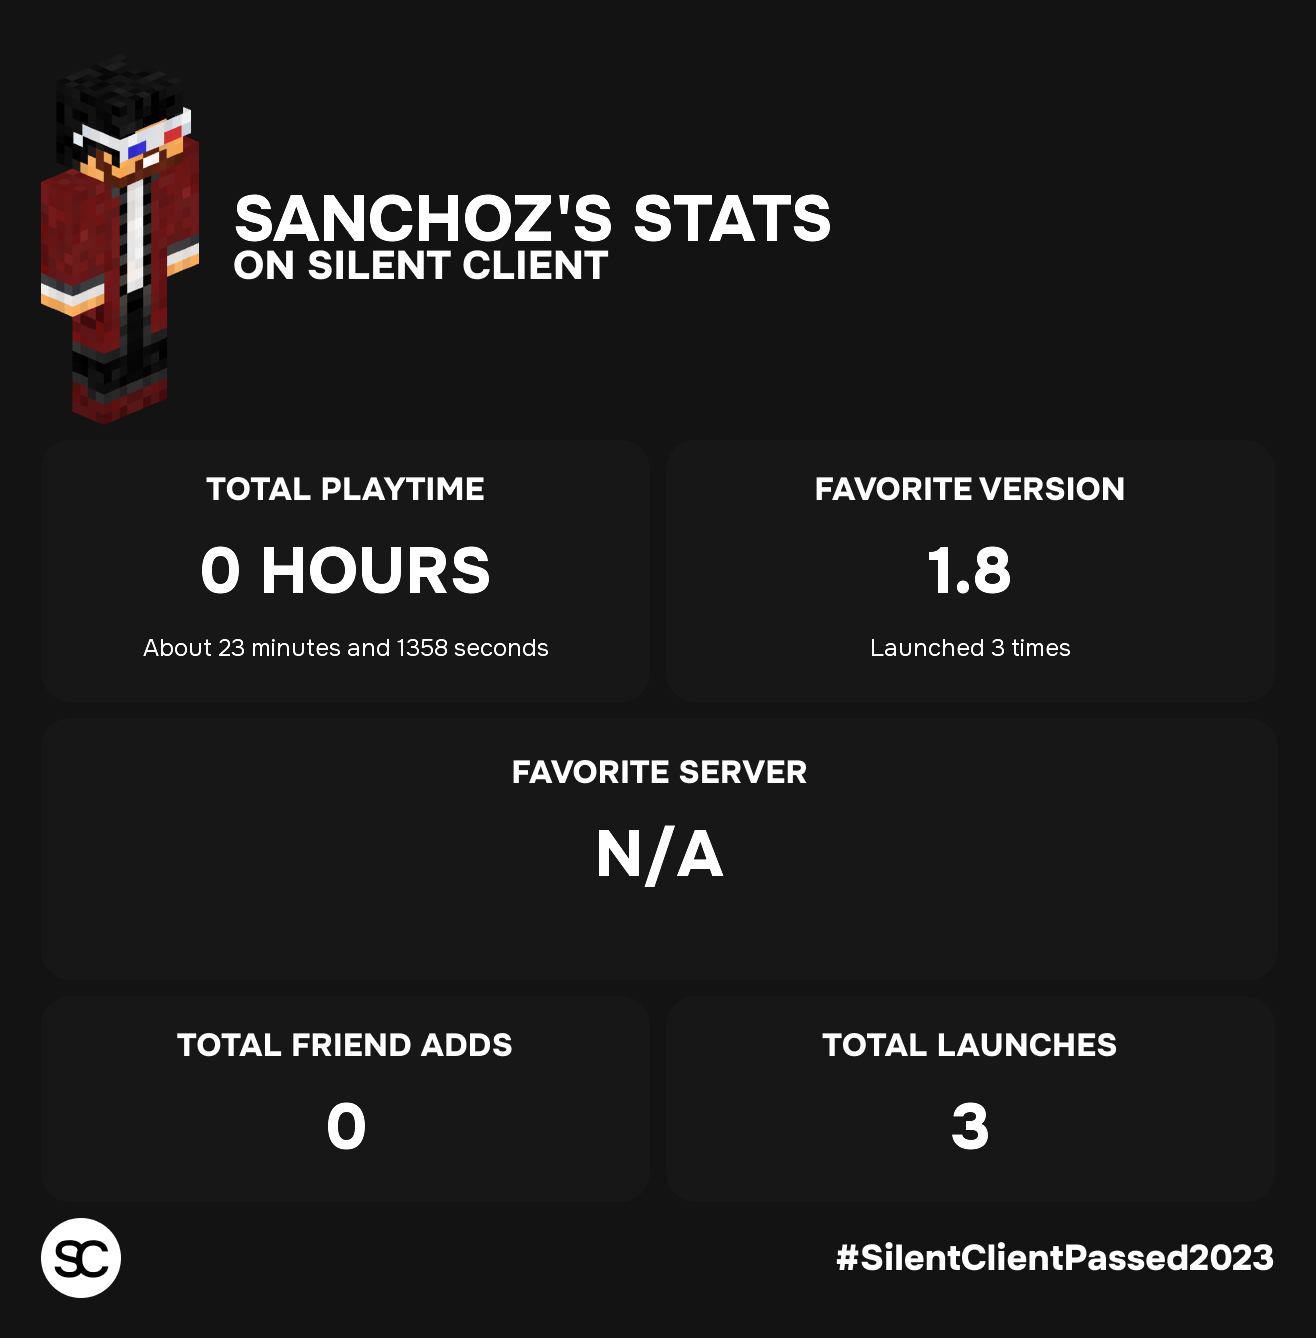 SANCHOZ'S STATS
ON SILENT CLIENT
TOTAL PLAYTIME
0 HOURS
About 23 minutes and 1358 seconds
FAVORITE VERSION
1.8
Launched 3 times
FAVORITE SERVER
N/A
TOTAL FRIEND ADDS
0
TOTAL LAUNCHES
3
SC
#SilentClientPassed2023